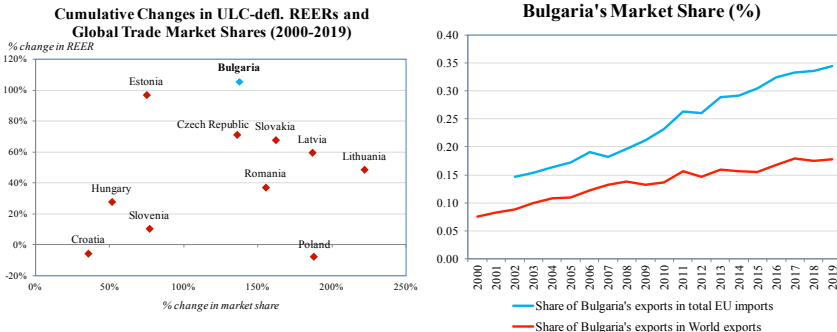 Cumulative Changes in ULC-defl. REERs and
Global Trade Market Shares (2000-2019)
% change in REER
120%
100%
80%
60%
40%
20%
0%
-20%
Bulgaria
Estonia
Czech Republic
Slovakia
Latvia
Lithuania
Romania
Hungary
Slovenia
Croatia
Poland
0%
50%
100%
150%
200%
250%
% change in market share
Bulgaria's Market Share (%)
0.40
0.35
0.30
0.25
0.20
0.15
0.10
0.05
0.00
2000
2001
2002
2003
2004
2005
2006
2007
2008
2009
2010
2011
2012
2013
2014
2015
2016
2017
2018
2019
Share of Bulgaria's exports in total EU imports
Share of Bulgaria's exports in World exports